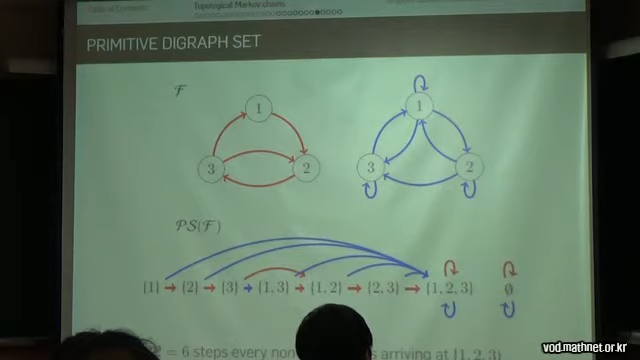 Table of Contents
Topological Markov chains
PRIMITIVE DIGRAPH SET
ℱ
1
1
3
2
3
2
𝒫𝒮(ℱ)
{1} → {2} → {3} → {1, 3} → {1, 2} → {2, 3} → {1, 2, 3} ∅
= 6 steps every non
s arriving at {1, 2, 3}
vod.mathnet.or.kr